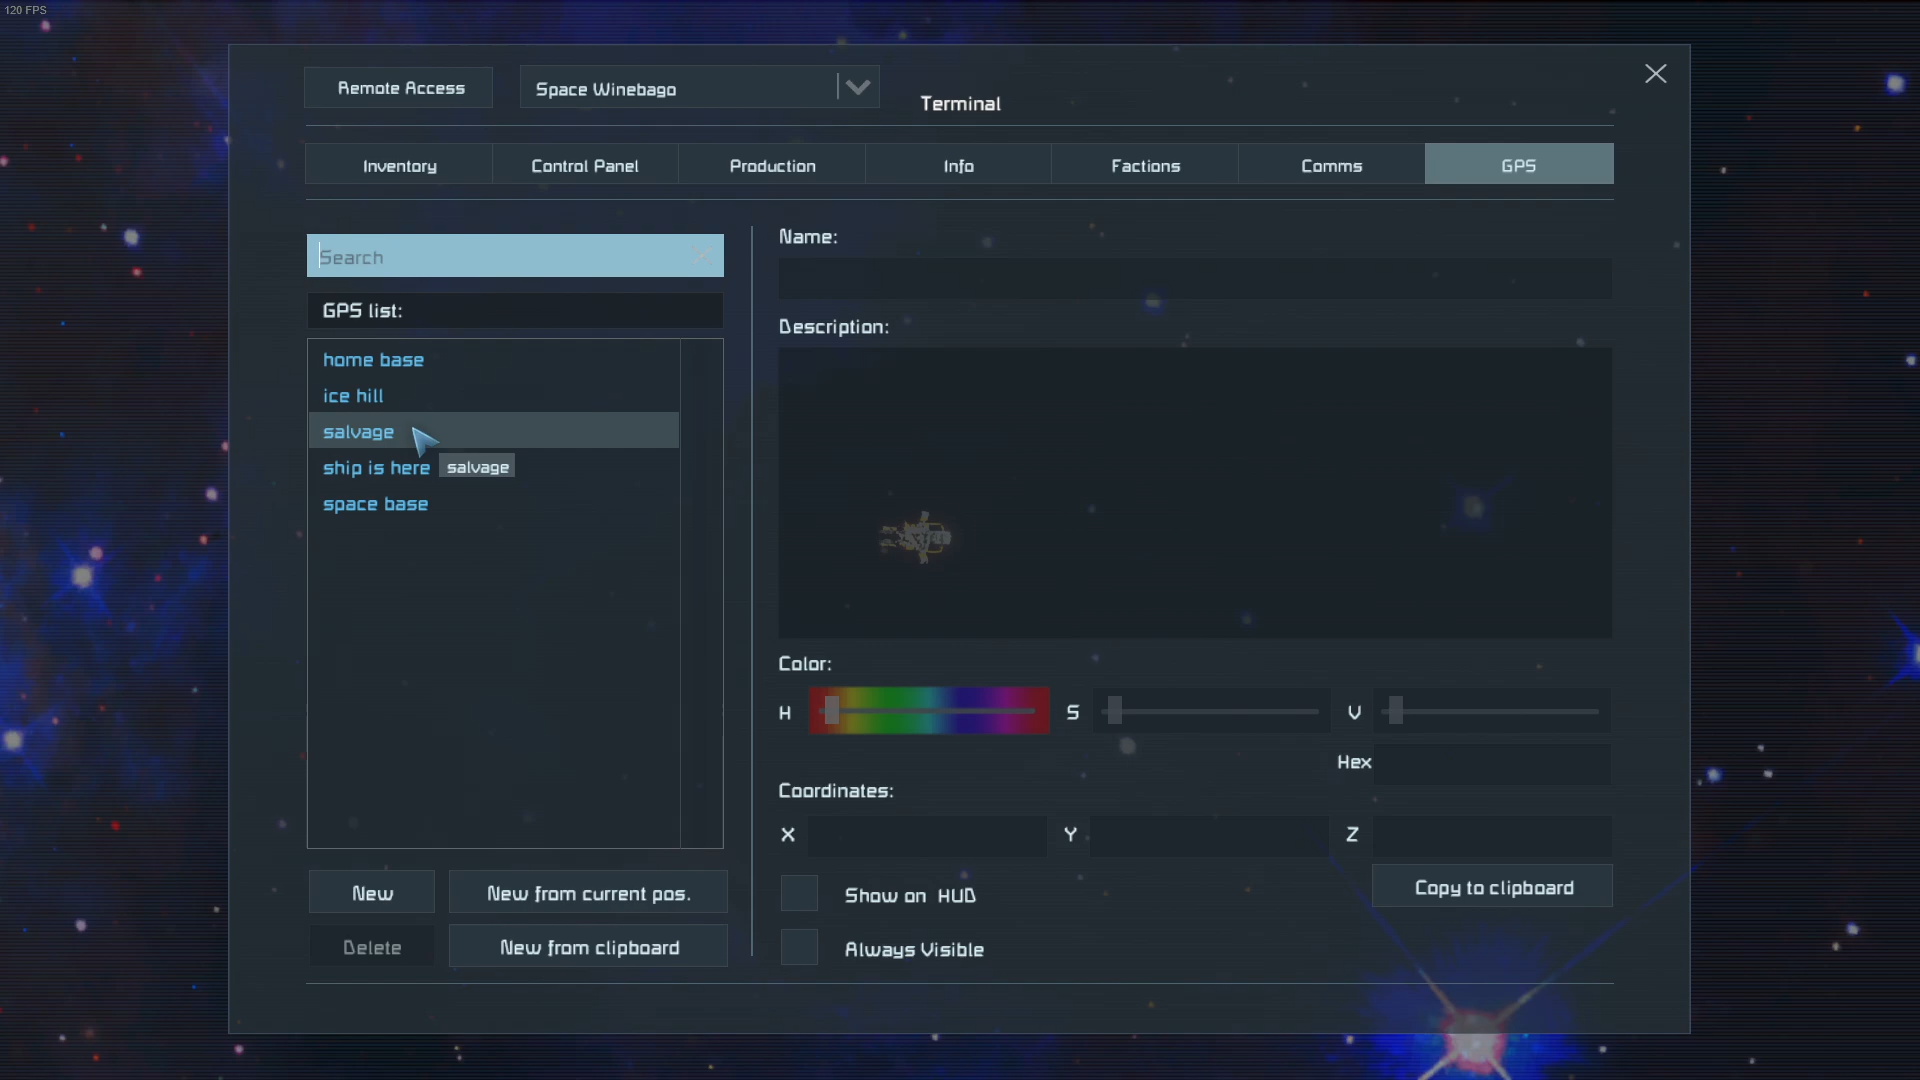 120 FPS
Remote Access
Space Winebago
Terminal
Inventory
Control Panel
Production
Info
Factions
Comms
GPS
Search
GPS list:
home base
ice hill
salvage
ship is here
salvage
space base
New
New from current pos.
Delete
New from clipboard
Name:
Description:
Color:
H
S
V
Hex
Coordinates:
X
Y
Z
Show on HUD
Copy to clipboard
Always Visible